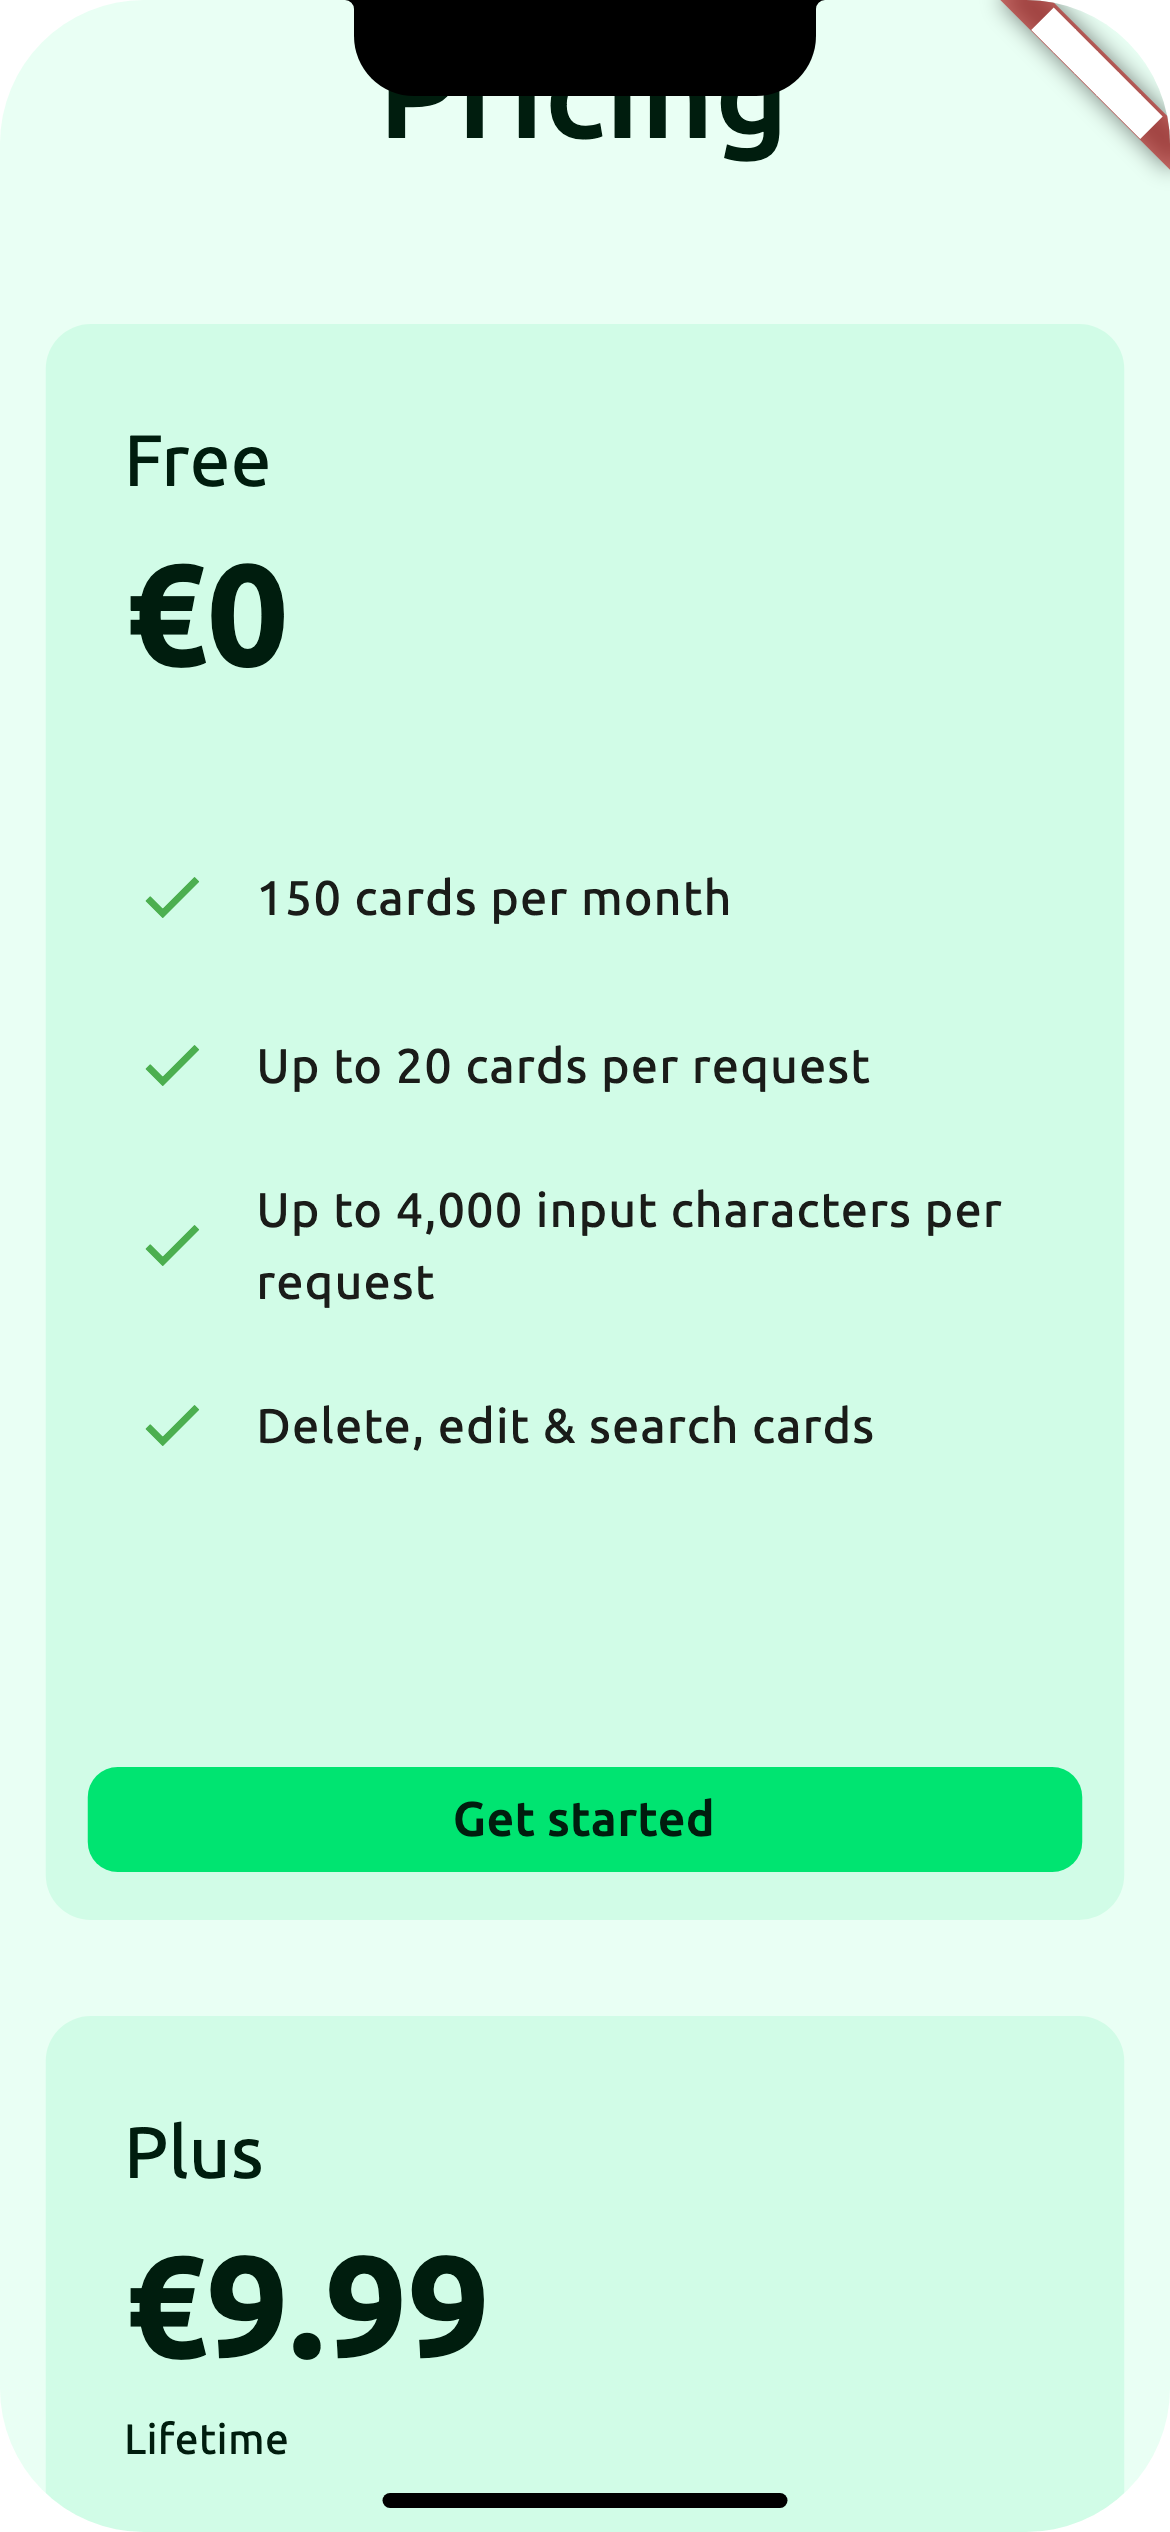 Pricing
Free
€0
150 cards per month
Up to 20 cards per request
Up to 4,000 input characters per
request
Delete, edit & search cards
Get started
Plus
€9.99
Lifetime